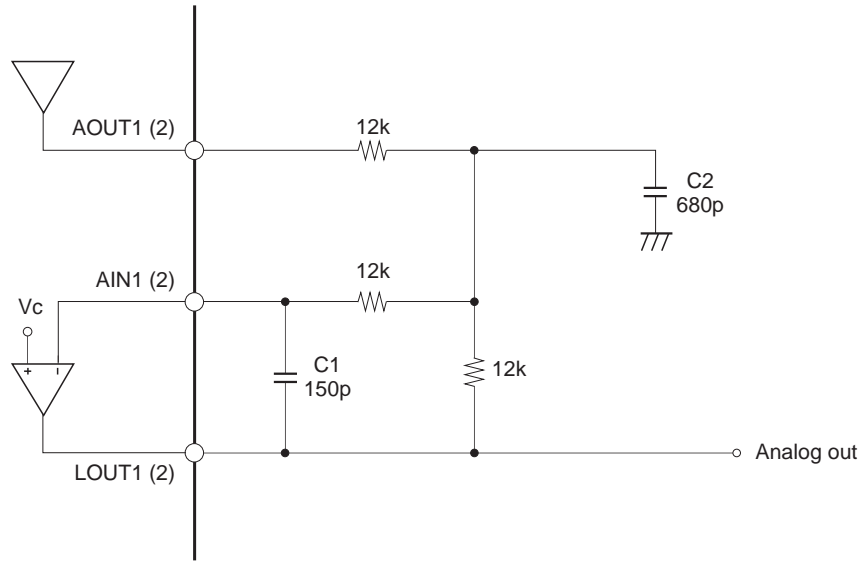 AOUT1 (2)
12k
C2
680p
AIN1 (2)
12k
Vc
+
–
C1
150p
12k
LOUT1 (2)
Analog out